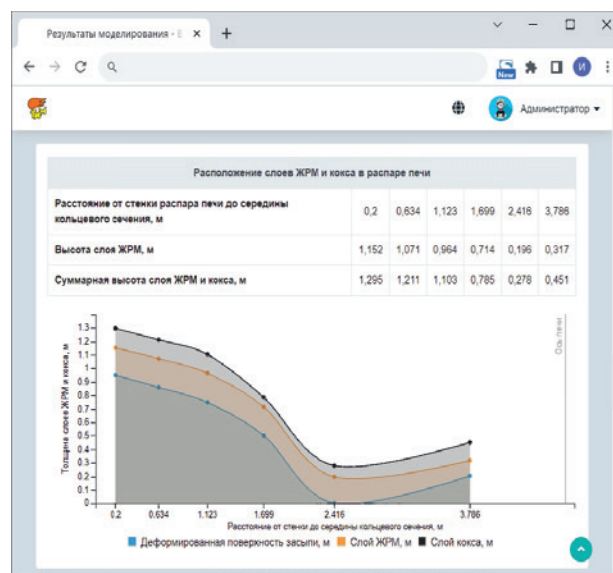 Результаты моделирования - Е
New
И
Администратор
Расположение слоев ЖРМ и кокса в распаре печи
Расстояние от стенки распара печи до середины
кольцевого сечения, м
0,2 0,634 1,123 1,699 2,416 3,786
Высота слоя ЖРМ, м 1,152 1,071 0,964 0,714 0,196 0,317
Суммарная высота слоя ЖРМ и кокса, м 1,295 1,211 1,103 0,785 0,278 0,451
Толщина слоев ЖРМ и кокса, м
1.3
1.2
1.1
1
0.9
0.8
0.7
0.6
0.5
0.4
0.3
0.2
0.1
0
Ось печи
0.2 0.634 1.123 1.699 2.416 3.786
Расстояние от стенки до середины кольцевого сечения, м
Деформированная поверхность засыпи, м Слой ЖРМ, м Слой кокса, м